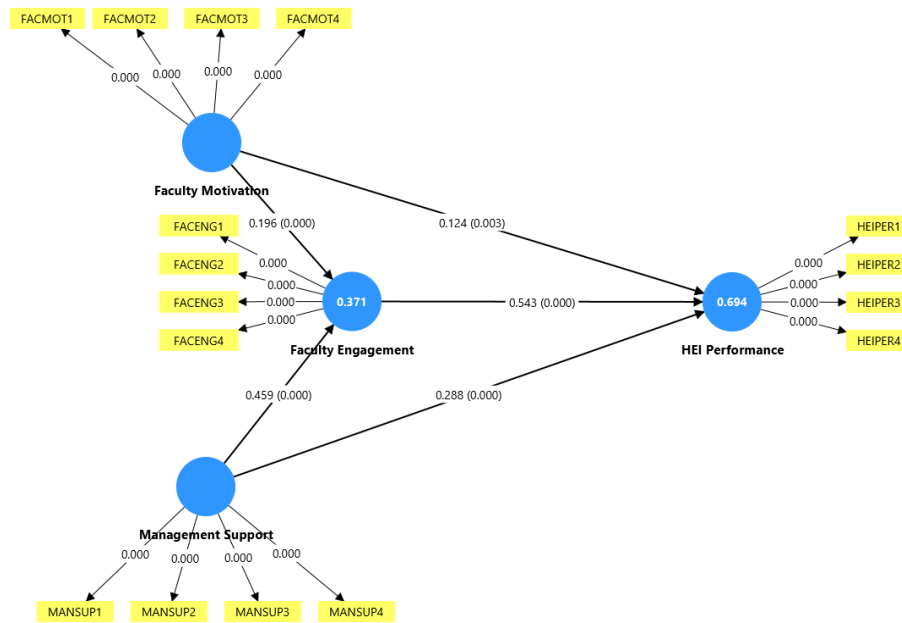 FACMOT1 FACMOT2 FACMOT3 FACMOT4
0.000 0.000 0.000 0.000
Faculty Motivation
0.196 (0.000) 0.124 (0.003)
FACENG1 HEIPER1
0.000 0.000
FACENG2 HEIPER2
0.000 0.000
FACENG3 0.000 0.371 0.543 (0.000) 0.694 0.000 HEIPER3
0.000 0.000
FACENG4 HEIPER4
Faculty Engagement HEI Performance
0.459 (0.000) 0.288 (0.000)
Management Support
0.000 0.000 0.000 0.000
MANSUP1 MANSUP2 MANSUP3 MANSUP4